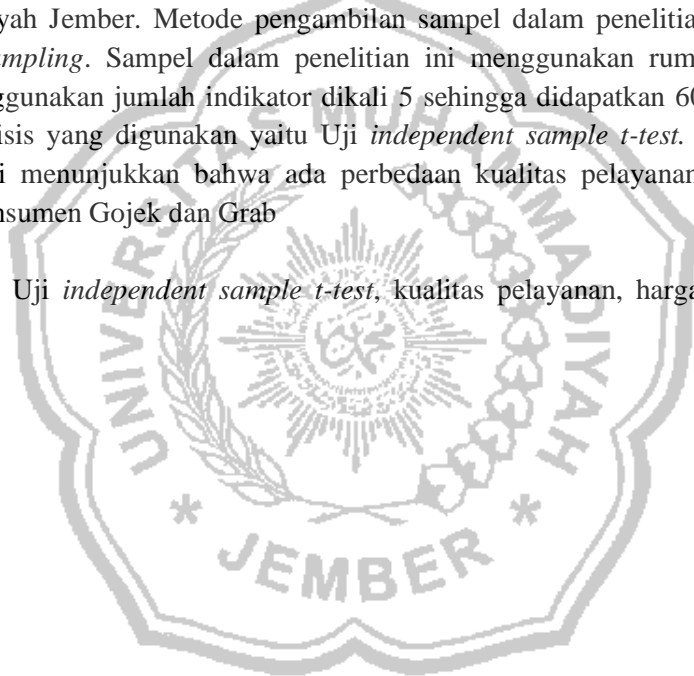 yah Jember. Metode pengambilan sampel dalam penelitia
mpling. Sampel dalam penelitian ini menggunakan rum
ggunakan jumlah indikator dikali 5 sehingga didapatkan 60
isis yang digunakan yaitu Uji independent sample t-test.
i menunjukkan bahwa ada perbedaan kualitas pelayanan
nsumen Gojek dan Grab
Uji independent sample t-test, kualitas pelayanan, harga
UNIVERSITAS MUHAMMADIYAH
* JEMBER *